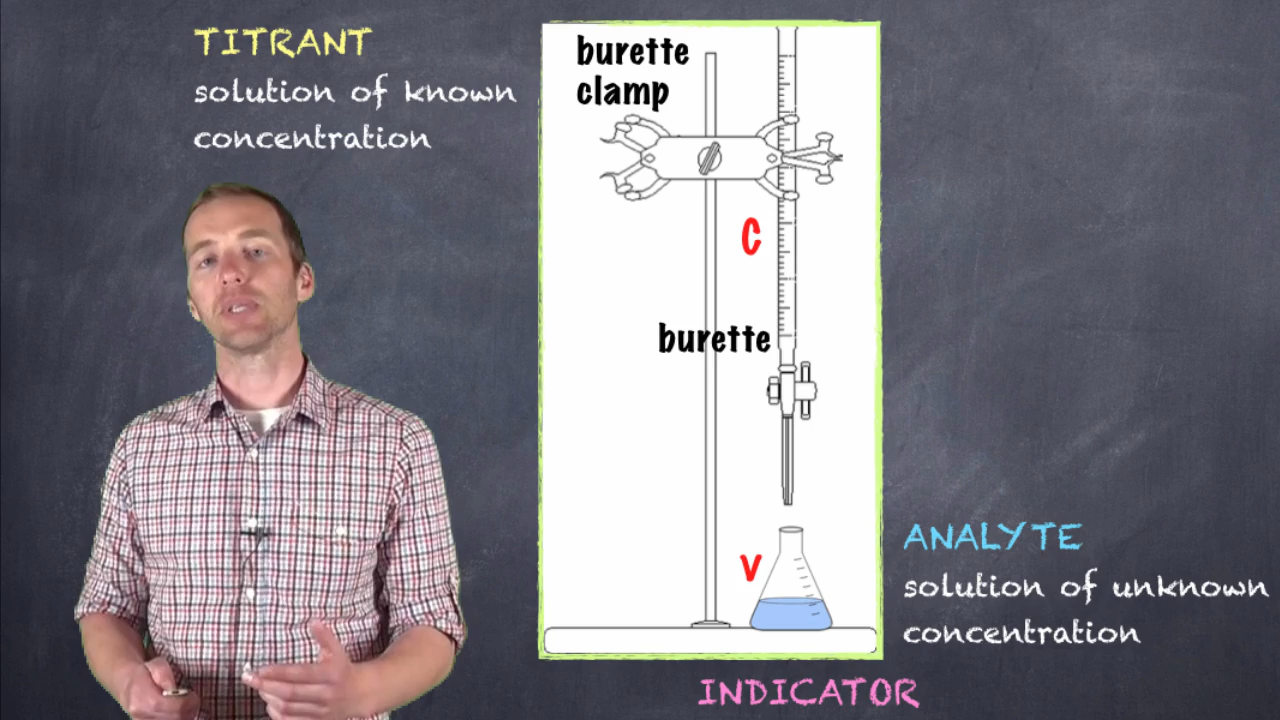 TITRANT
solution of known
concentration
burette
clamp
C
burette
V
ANALYTE
solution of unknown
concentration
INDICATOR